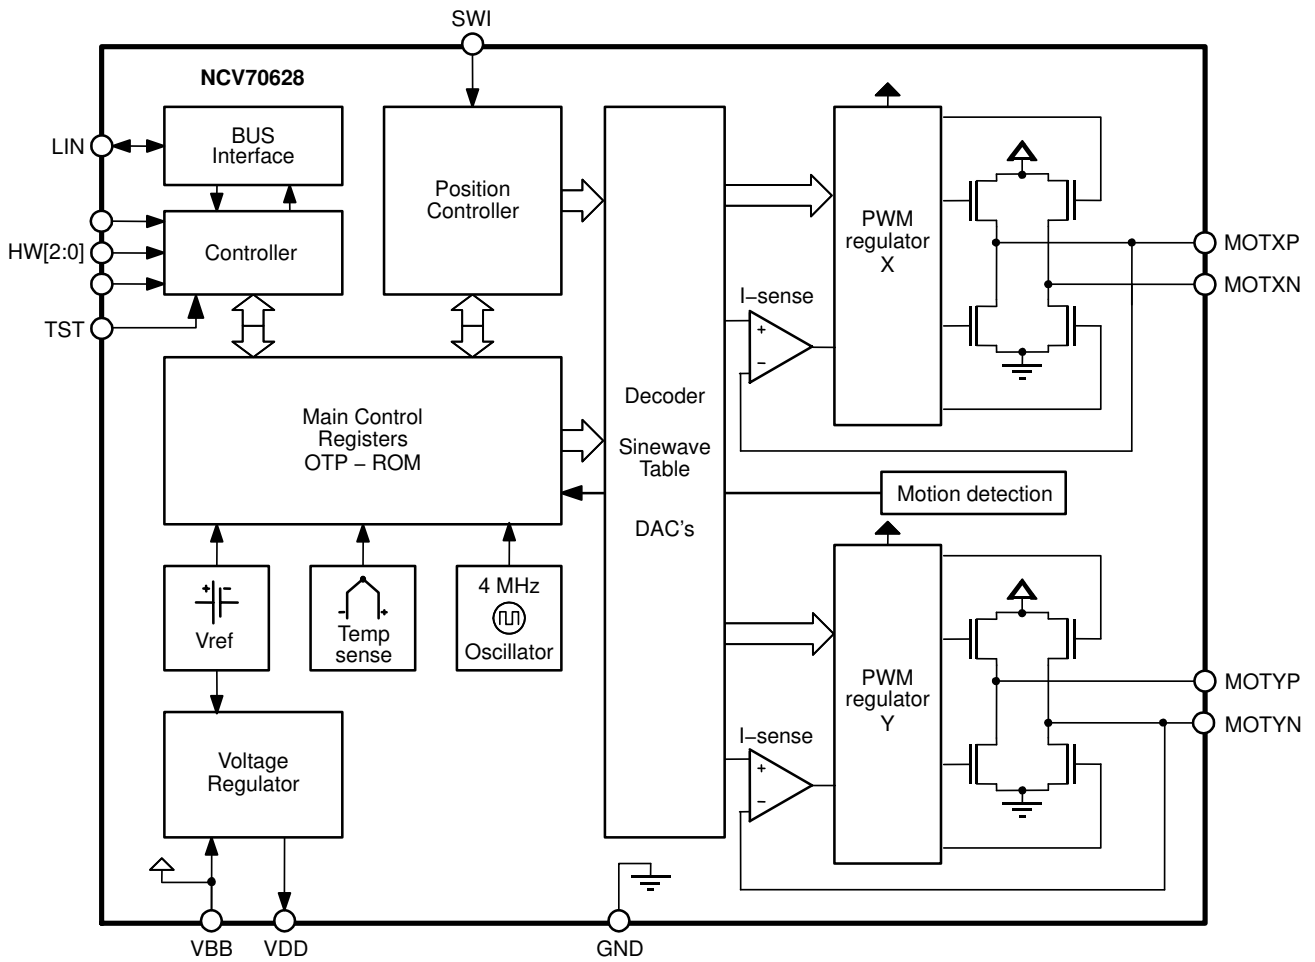 SWI
NCV70628
LIN
BUS
Interface
HW[2:0]
Controller
TST
Position
Controller
Main Control
Registers
OTP – ROM
+ -
Vref
- +
Temp
sense
4 MHz
Oscillator
Voltage
Regulator
Decoder
Sinewave
Table
DAC's
I–sense
+
–
PWM
regulator
X
MOTXP
MOTXN
Motion detection
I–sense
+
–
PWM
regulator
Y
MOTYP
MOTYN
VBB
VDD
GND